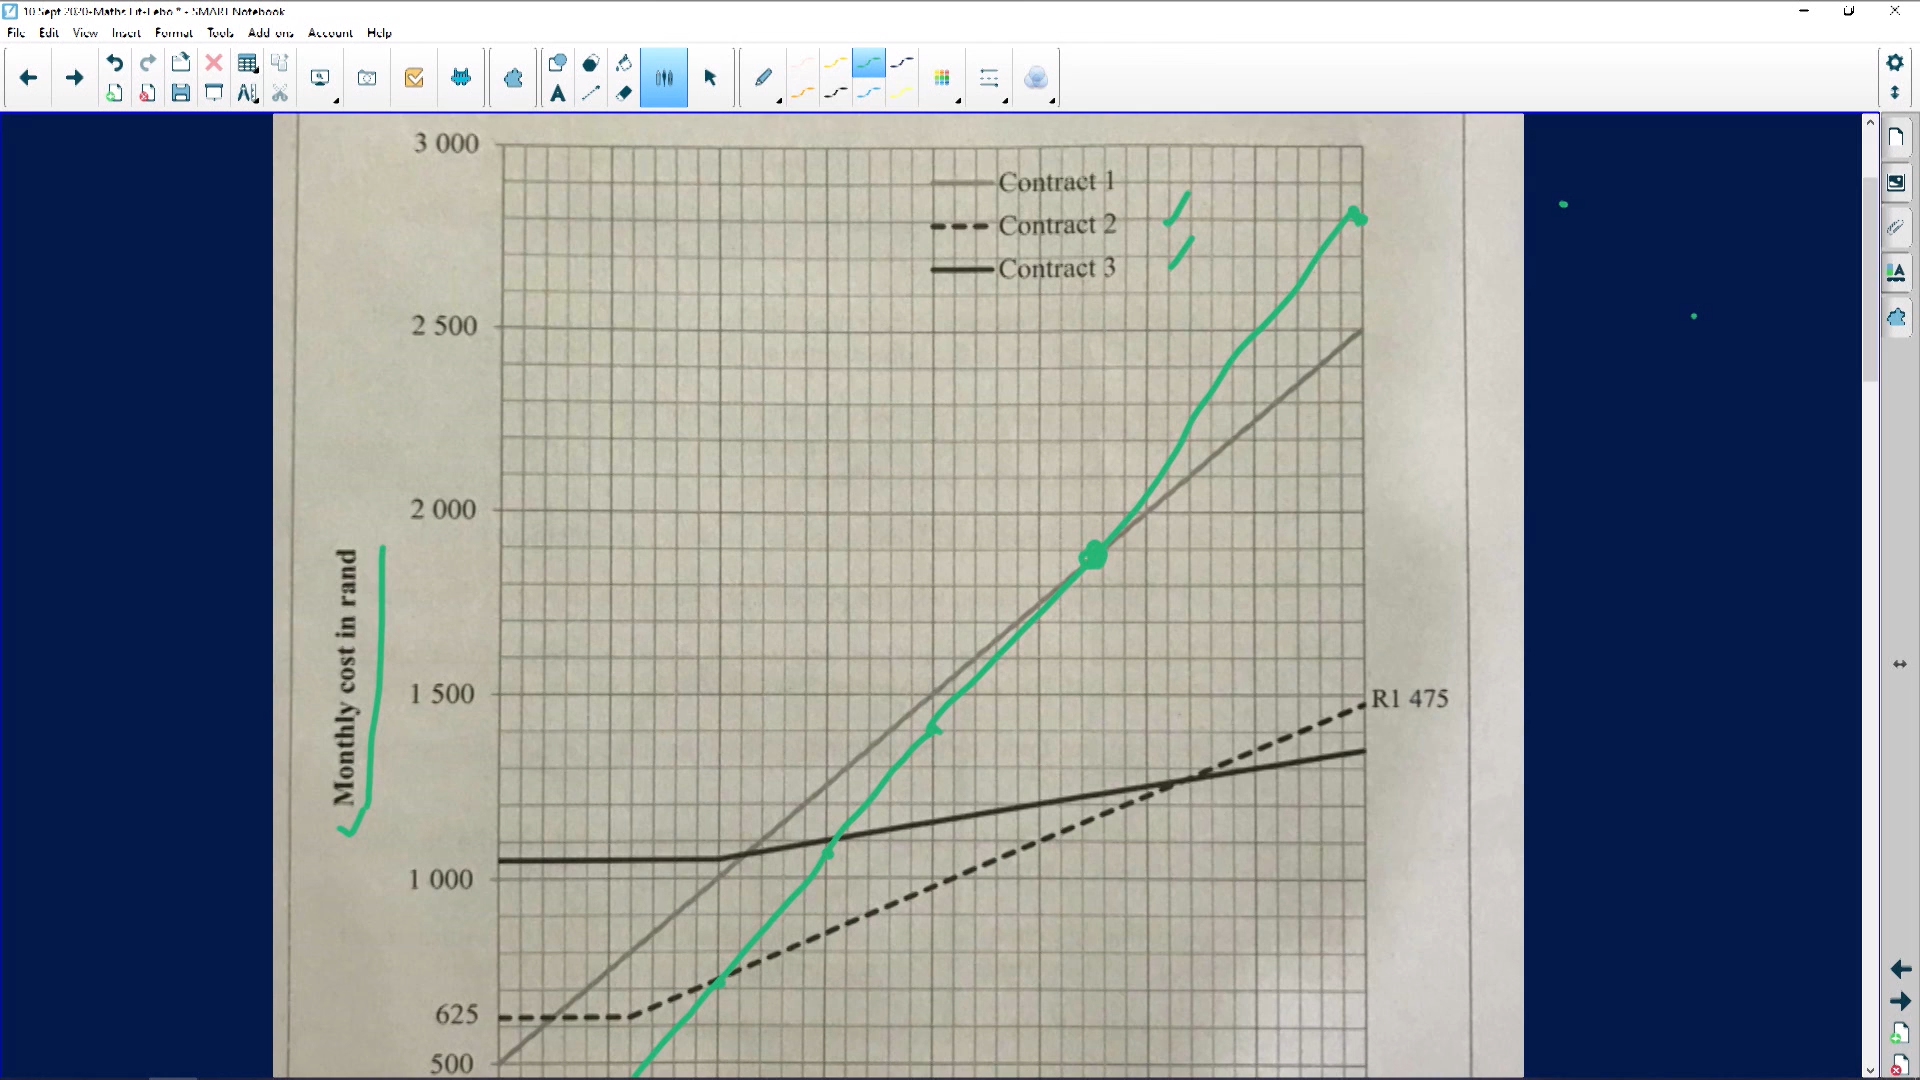 10 Sept 2020-Maths Lit-Lebo * - SMART Notebook
File Edit View Insert Format Tools Add-ons Account Help
3 000
Contract 1
Contract 2
Contract 3
2 500
2 000
Monthly cost in rand
1 500
R1 475
1 000
625
500